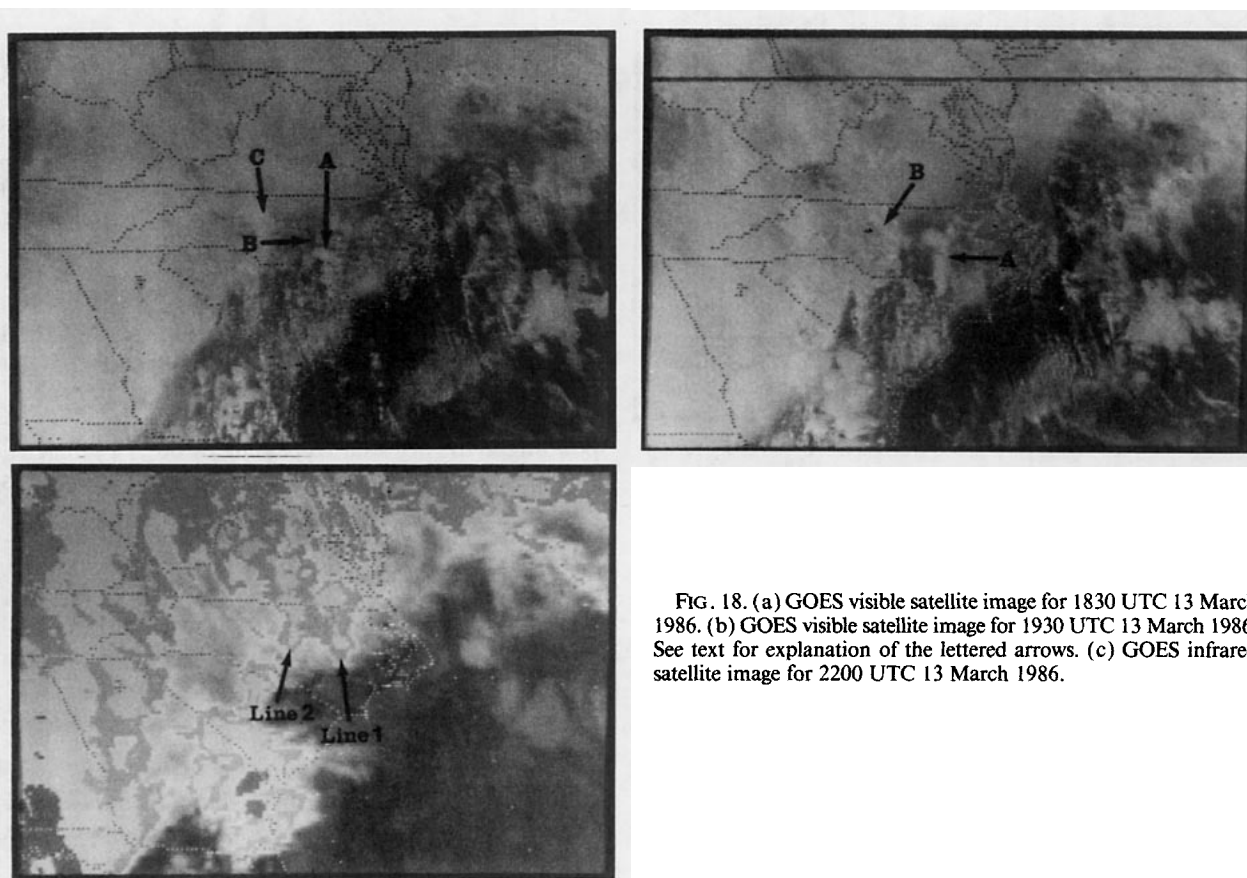 C A
B
B
A
Line 2
Line 1
FIG. 18. (a) GOES visible satellite image for 1830 UTC 13 Marc
1986. (b) GOES visible satellite image for 1930 UTC 13 March 1986
See text for explanation of the lettered arrows. (c) GOES infrare
satellite image for 2200 UTC 13 March 1986.